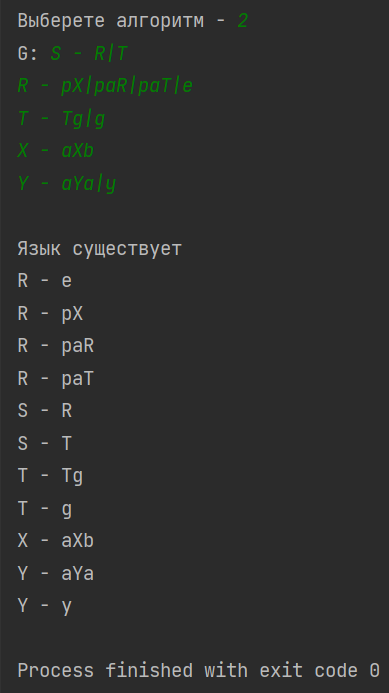 Выберете алгоритм - 2
G: S - R|T
R - pX|paR|paT|e
T - Tg|g
X - aXb
Y - aYa|y
Язык существует
R - e
R - pX
R - paR
R - paT
S - R
S - T
T - Tg
T - g
X - aXb
Y - aYa
Y - y
Process finished with exit code 0